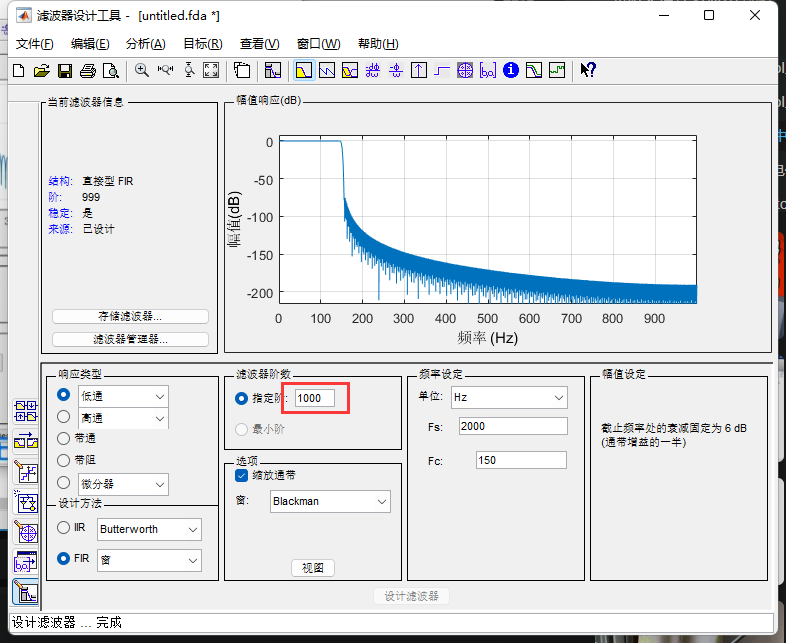 滤波器设计工具 - [untitled.fda *]
文件(F) 编辑(E) 分析(A) 目标(R) 查看(V) 窗口(W) 帮助(H)
当前滤波器信息
结构: 直接型 FIR
阶: 999
稳定: 是
来源: 已设计
存储滤波器...
滤波器管理器...
幅值响应(dB)
幅值(dB)
0
-50
-100
-150
-200
0 100 200 300 400 500 600 700 800 900
频率 (Hz)
响应类型
低通
高通
带通
带阻
微分器
设计方法
IIR Butterworth
FIR 窗
滤波器阶数
指定阶: 1000
最小阶
选项
缩放通带
窗: Blackman
视图
频率设定
单位: Hz
Fs: 2000
Fc: 150
幅值设定
截止频率处的衰减固定为 6 dB
(通带增益的一半)
设计滤波器
设计滤波器 ... 完成